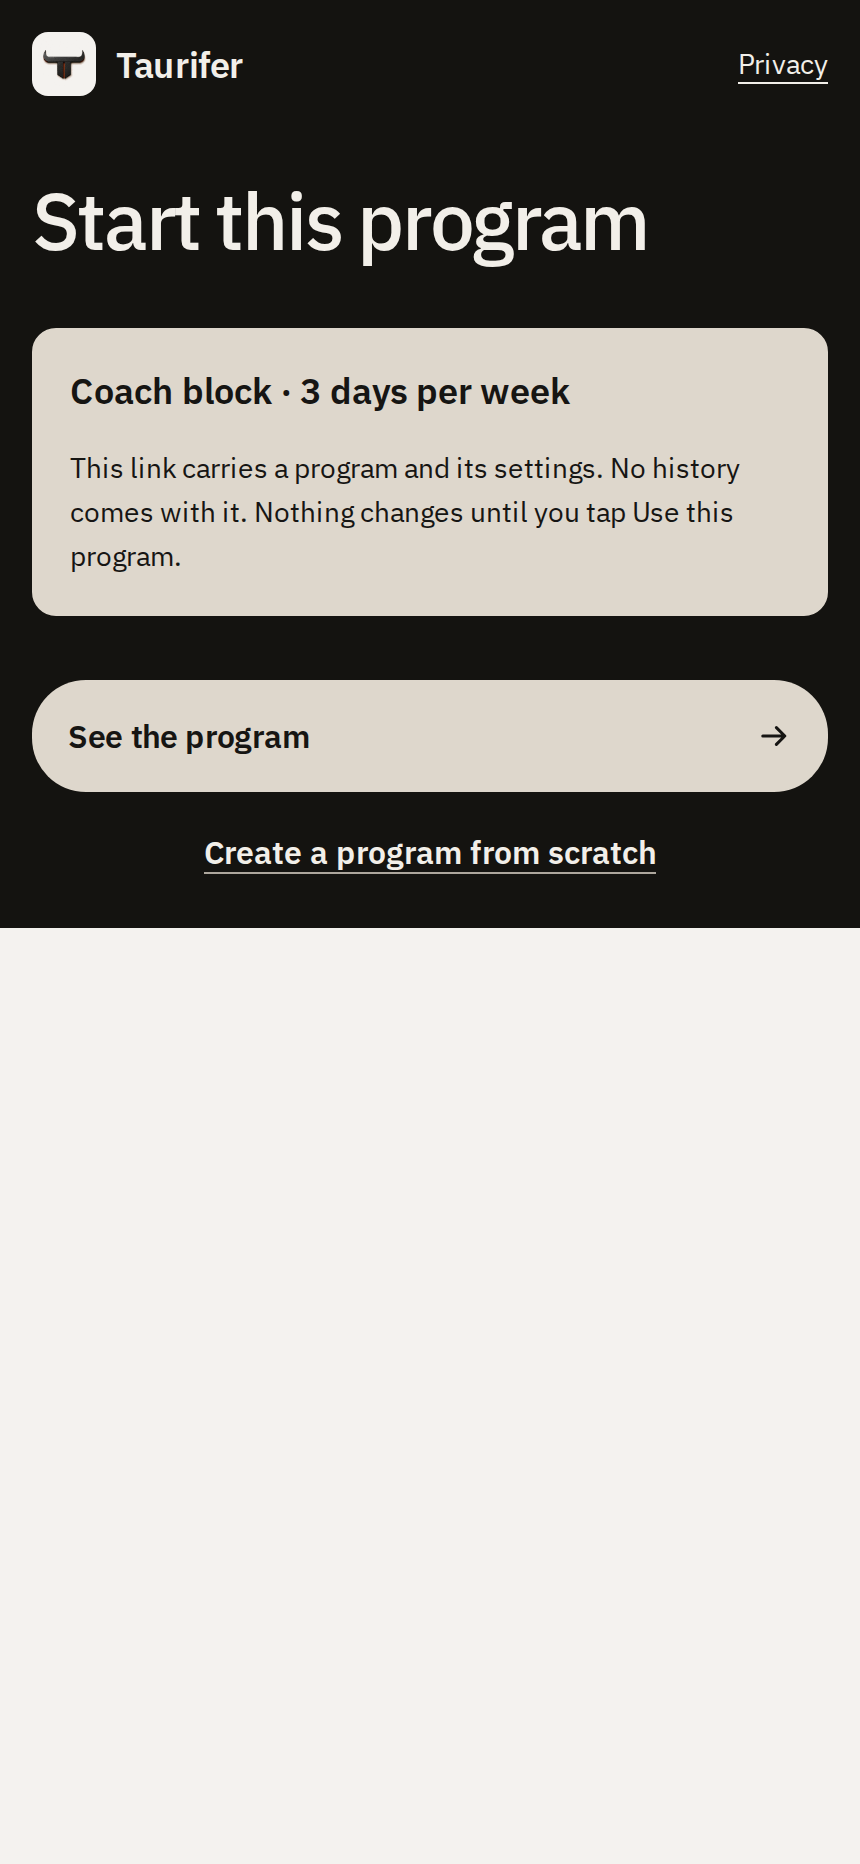 Taurifer
Privacy
Start this program
Coach block · 3 days per week
This link carries a program and its settings. No history
comes with it. Nothing changes until you tap Use this
program.
See the program
Create a program from scratch